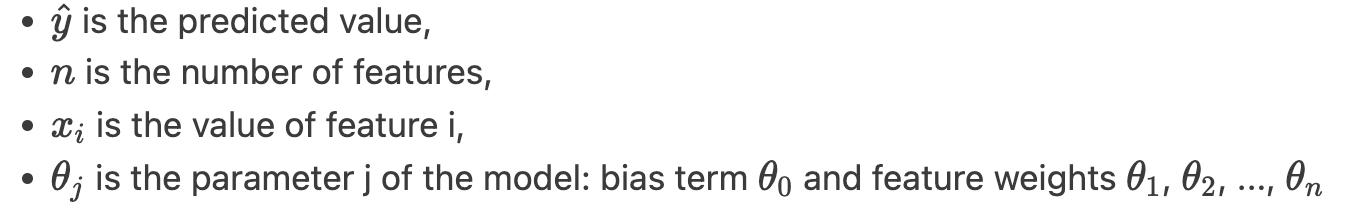 • ŷ is the predicted value,
• n is the number of features,
• xᵢ is the value of feature i,
• θⱼ is the parameter j of the model: bias term θ₀ and feature weights θ₁, θ₂, ..., θₙ